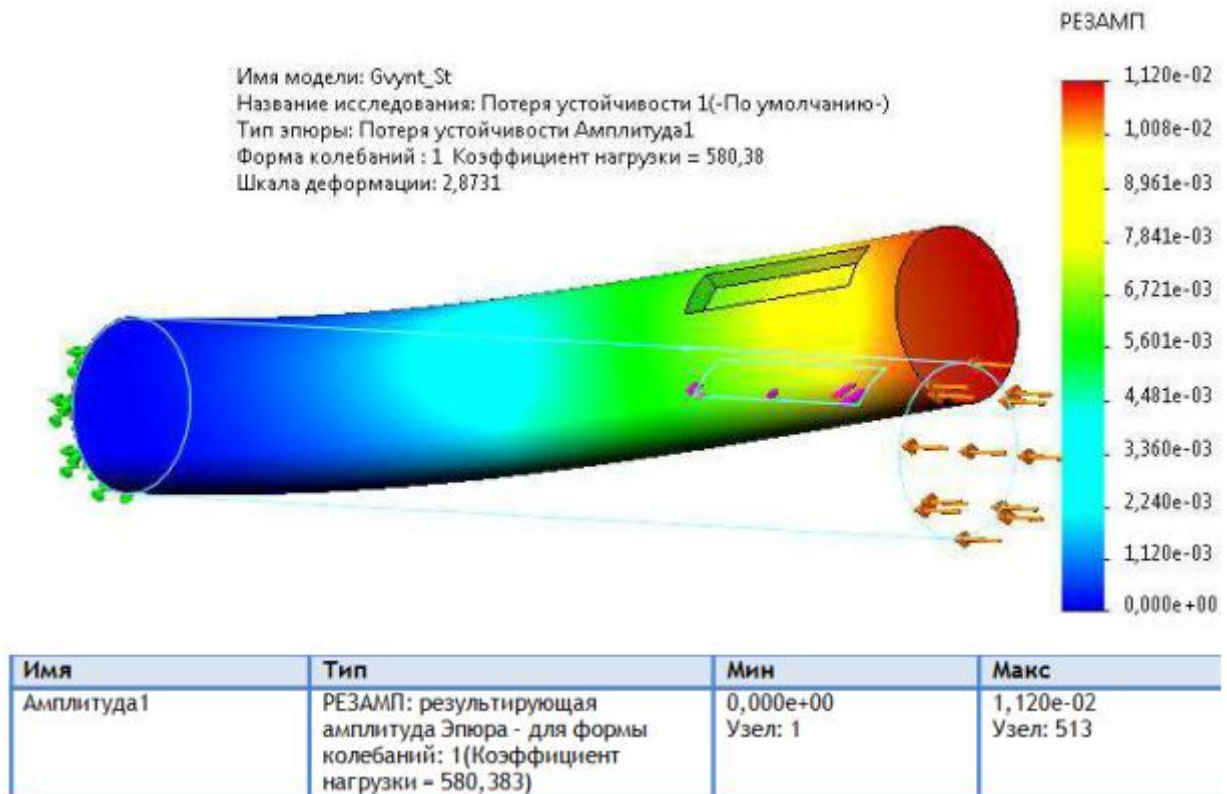 РЕЗАМП
Имя модели: Gvynt_St
Название исследования: Потеря устойчивости 1(-По умолчанию-)
Тип эпюры: Потеря устойчивости Амплитуда1
Форма колебаний : 1 Коэффициент нагрузки = 580,38
Шкала деформации: 2,8731
1,120e-02
1,008e-02
8,961e-03
7,841e-03
6,721e-03
5,601e-03
4,481e-03
3,360e-03
2,240e-03
1,120e-03
0,000e+00
Имя Тип Мин Макс
Амплитуда1 РЕЗАМП: результирующая 0,000e+00 1,120e-02
амплитуда Эпюра - для формы Узел: 1 Узел: 513
колебаний: 1(Коэффициент
нагрузки = 580,383)